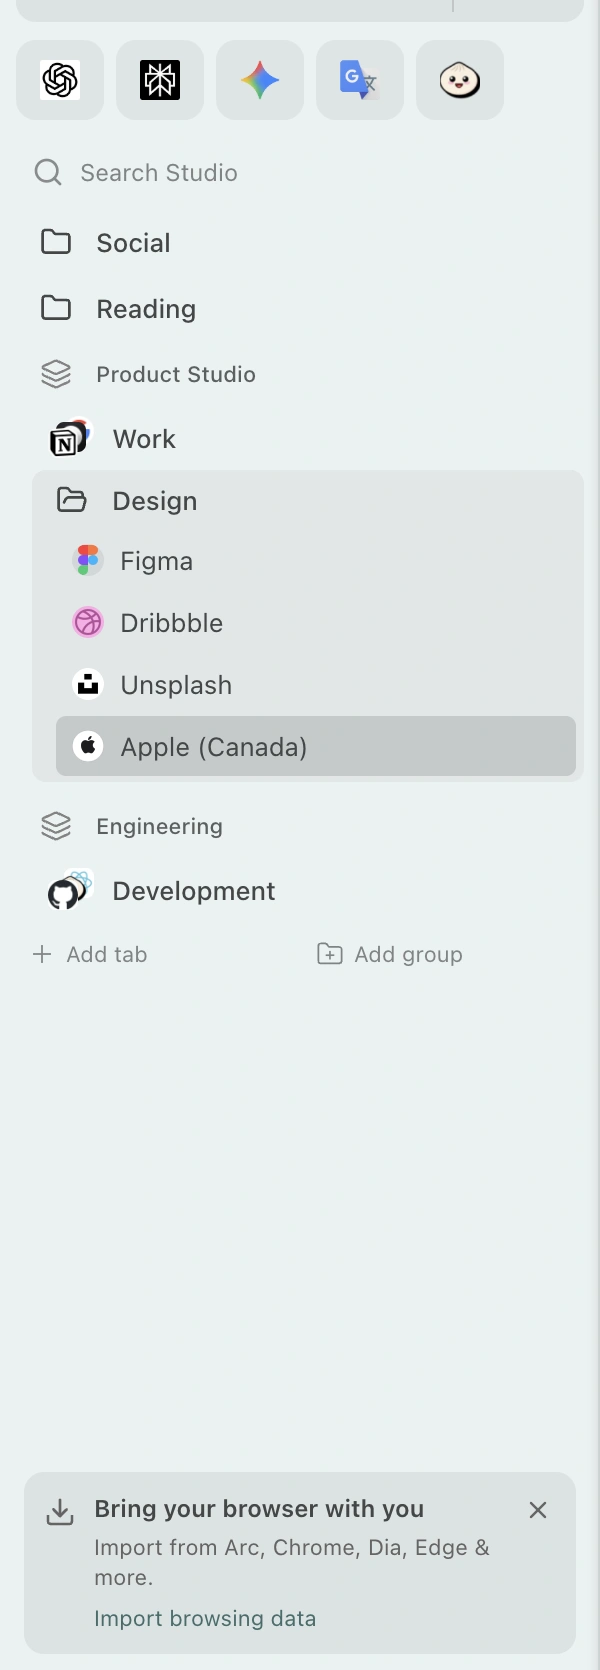 Search Studio
Social
Reading
Product Studio
Work
Design
Figma
Dribbble
Unsplash
Apple (Canada)
Engineering
Development
Add tab
Add group
Bring your browser with you
Import from Arc, Chrome, Dia, Edge &
more.
Import browsing data